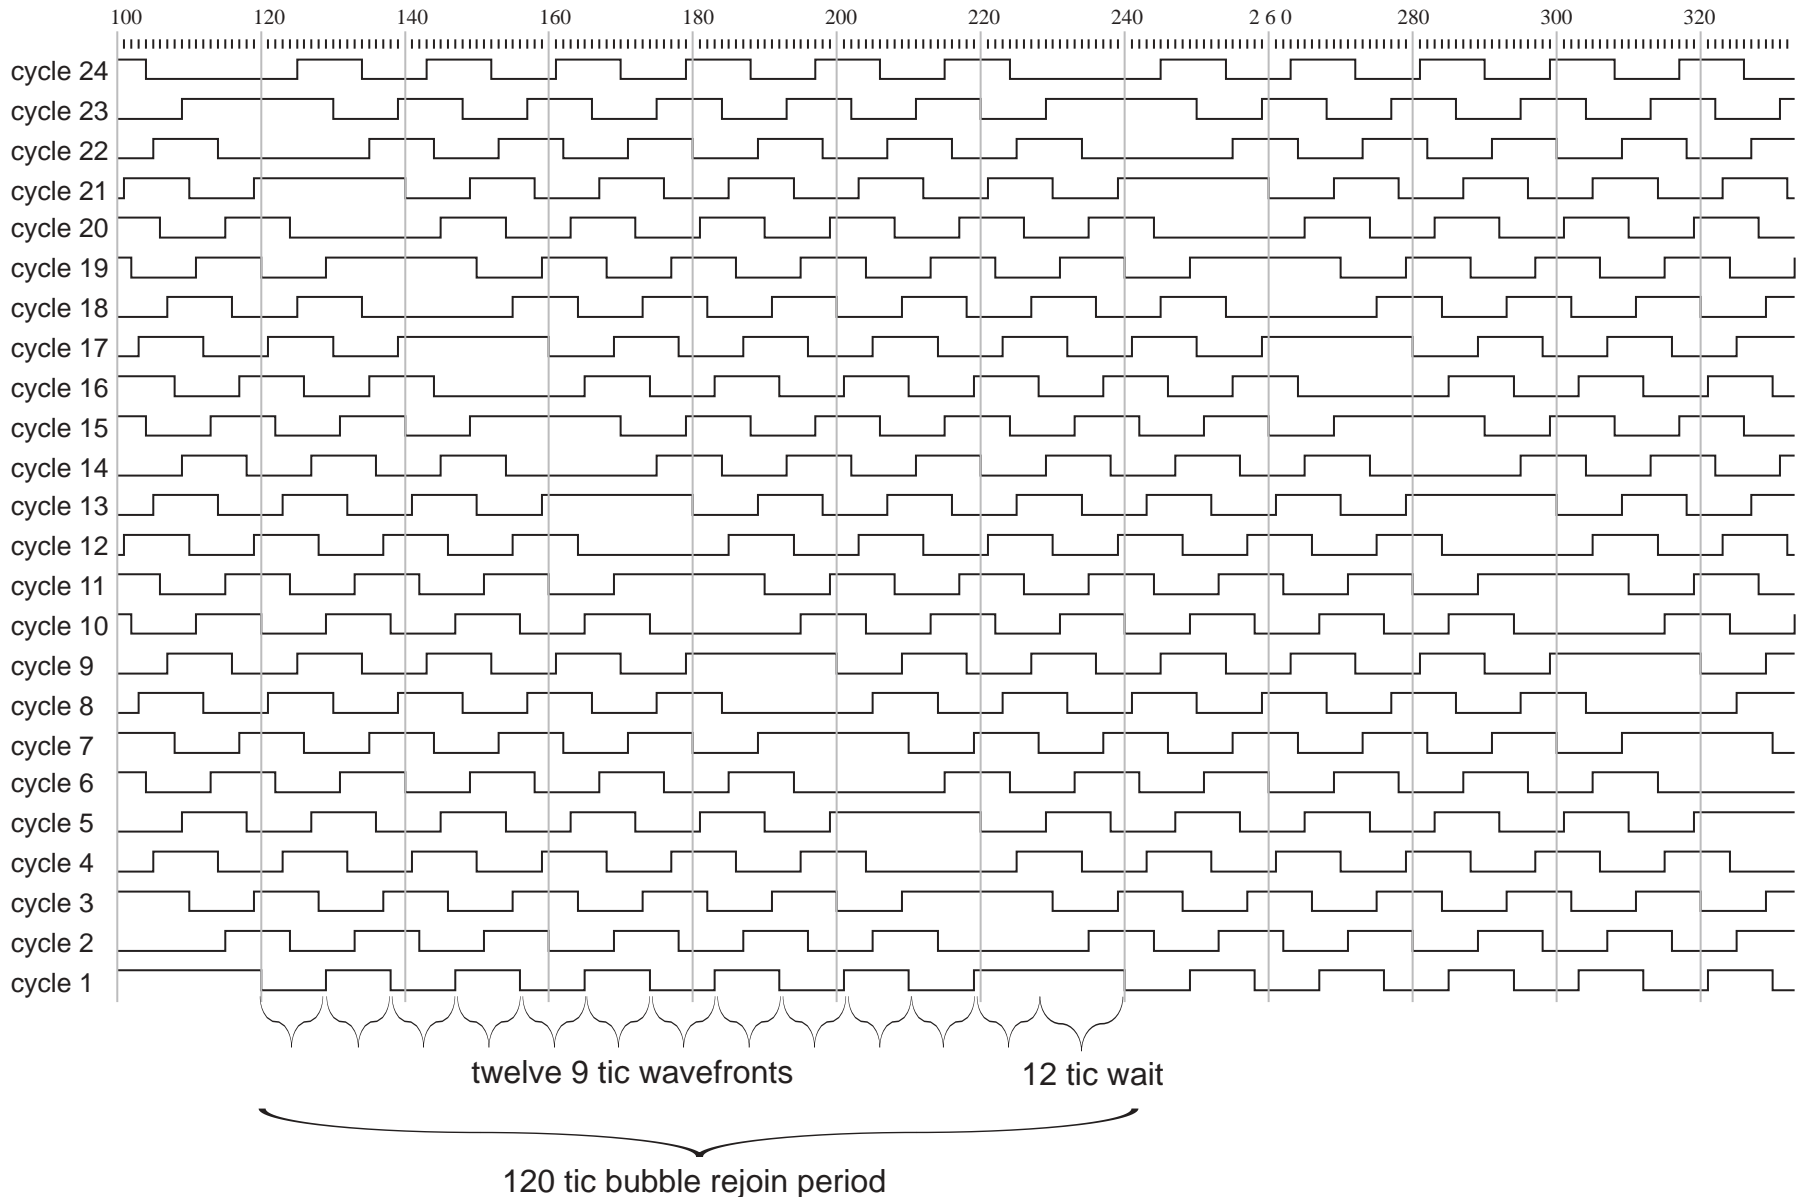 100 120 140 160 180 200 220 240 2 6 0 280 300 320
cycle 24
cycle 23
cycle 22
cycle 21
cycle 20
cycle 19
cycle 18
cycle 17
cycle 16
cycle 15
cycle 14
cycle 13
cycle 12
cycle 11
cycle 10
cycle 9
cycle 8
cycle 7
cycle 6
cycle 5
cycle 4
cycle 3
cycle 2
cycle 1
twelve 9 tic wavefronts 12 tic wait
120 tic bubble rejoin period